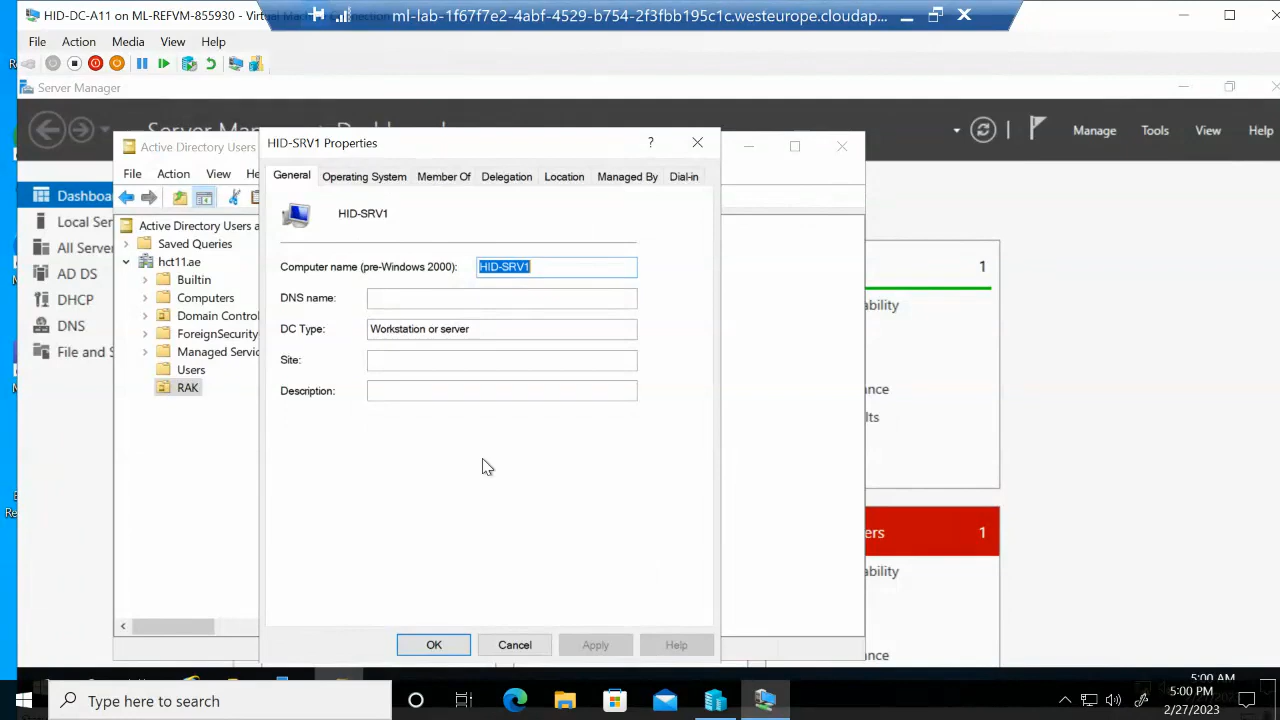 HID-DC-A11 on ML-REFVM-855930 - Virtual Machine Connection
ml-lab-1f67f7e2-4abf-4529-b754-2f3fbb195c1c.westeurope.cloudap...
File Action Media View Help
Server Manager
Manage Tools View Help
Active Directory Users
File Action View He
HID-SRV1 Properties
?
General Operating System Member Of Delegation Location Managed By Dial-in
HID-SRV1
Computer name (pre-Windows 2000): HID-SRV1
DNS name:
DC Type: Workstation or server
Site:
Description:
OK Cancel Apply Help
Active Directory Users a
Saved Queries
hct11.ae
Builtin
Computers
Domain Contro
ForeignSecurity
Managed Servic
Users
RAK
Dashboa
Local Ser
All Server
AD DS
DHCP
DNS
File and S
1
ability
ance
lts
ers 1
ability
ance
5:00 AM
Type here to search
5:00 PM
2/27/2023